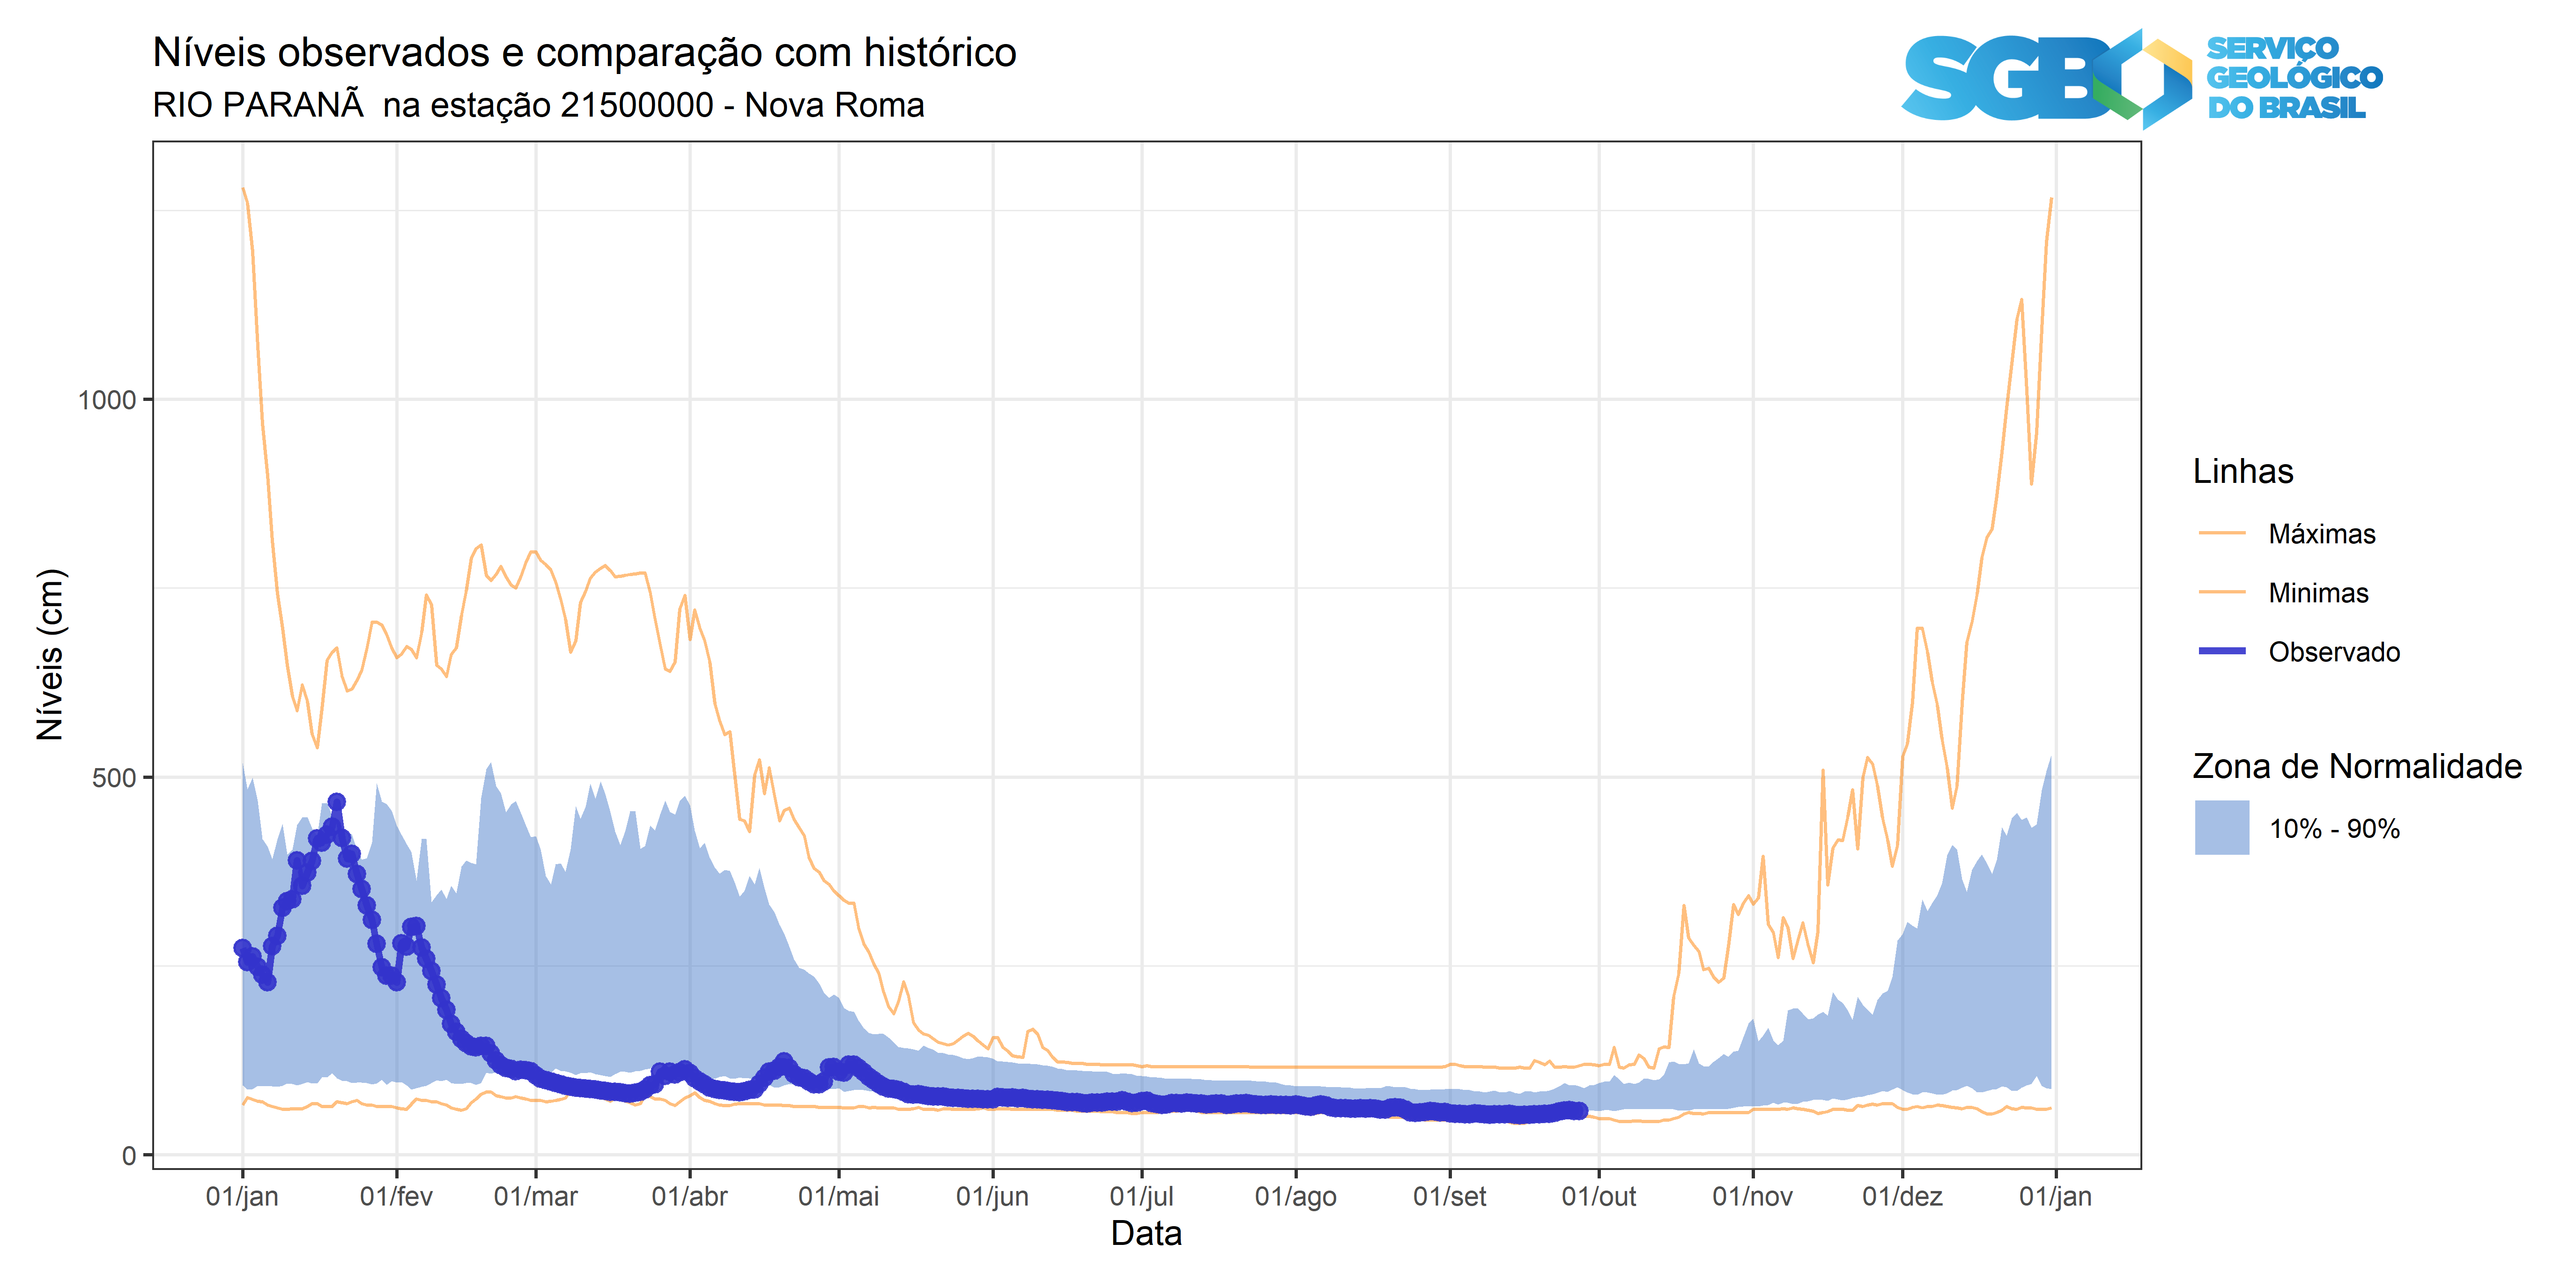 Níveis observados e comparação com histórico
RIO PARANÃ  na estação 21500000 - Nova Roma
SGB
SERVIÇO
GEOLÓGICO
DO BRASIL
Níveis (cm)
1000
500
0
01/jan
01/fev
01/mar
01/abr
01/mai
01/jun
01/jul
01/ago
01/set
01/out
01/nov
01/dez
01/jan
Data
Linhas
Máximas
Minimas
Observado
Zona de Normalidade
10% - 90%